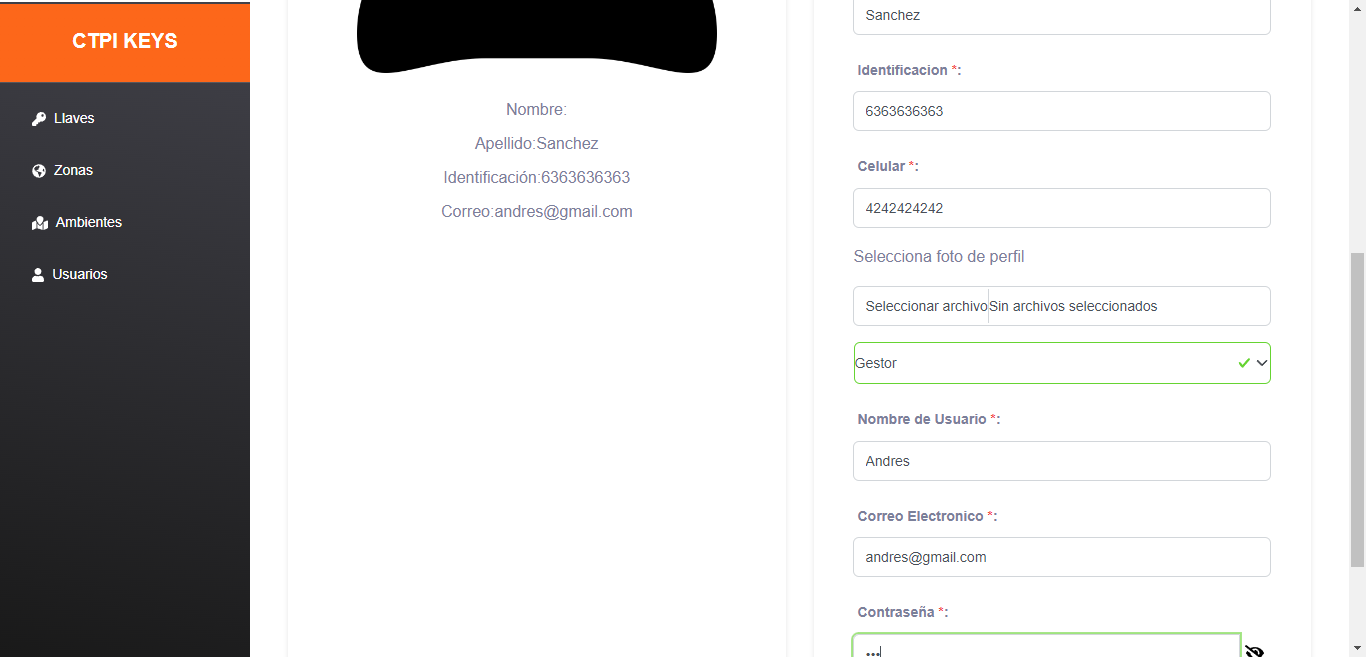 CTPI KEYS
Llaves
Zonas
Ambientes
Usuarios
Nombre:
Apellido:Sanchez
Identificación:6363636363
Correo:andres@gmail.com
Sanchez
Identificacion *:
6363636363
Celular *:
4242424242
Selecciona foto de perfil
Seleccionar archivo Sin archivos seleccionados
Gestor
Nombre de Usuario *:
Andres
Correo Electronico *:
andres@gmail.com
Contraseña *:
•••